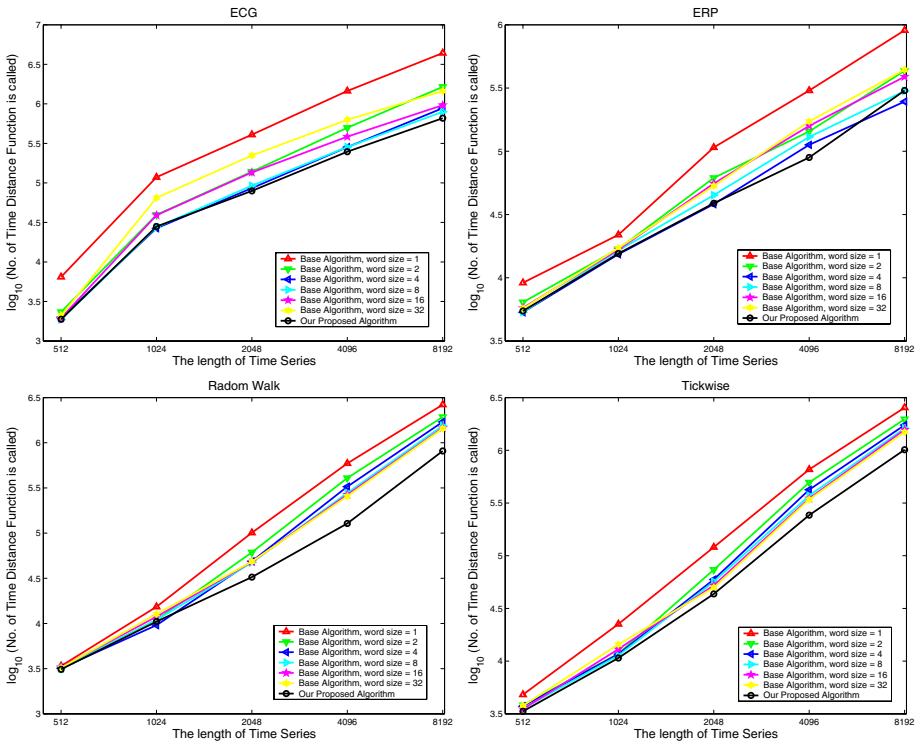 ECG
log10 (No. of Time Distance Function is called)
7
6.5
6
5.5
5
4.5
4
3.5
3
512
1024
2048
4096
8192
The length of Time Series
Base Algorithm, word size = 1
Base Algorithm, word size = 2
Base Algorithm, word size = 4
Base Algorithm, word size = 8
Base Algorithm, word size = 16
Base Algorithm, word size = 32
Our Proposed Algorithm
ERP
log10 (No. of Time Distance Function is called)
6
5.5
5
4.5
4
3.5
512
1024
2048
4096
8192
The length of Time Series
Base Algorithm, word size = 1
Base Algorithm, word size = 2
Base Algorithm, word size = 4
Base Algorithm, word size = 8
Base Algorithm, word size = 16
Base Algorithm, word size = 32
Our Proposed Algorithm
Radom Walk
log10 (No. of Time Distance Function is called)
6.5
6
5.5
5
4.5
4
3.5
3
512
1024
2048
4096
8192
The length of Time Series
Base Algorithm, word size = 1
Base Algorithm, word size = 2
Base Algorithm, word size = 4
Base Algorithm, word size = 8
Base Algorithm, word size = 16
Base Algorithm, word size = 32
Our Proposed Algorithm
Tickwise
log10 (No. of Time Distance Function is called)
6.5
6
5.5
5
4.5
4
3.5
512
1024
2048
4096
8192
The length of Time Series
Base Algorithm, word size = 1
Base Algorithm, word size = 2
Base Algorithm, word size = 4
Base Algorithm, word size = 8
Base Algorithm, word size = 16
Base Algorithm, word size = 32
Our Proposed Algorithm